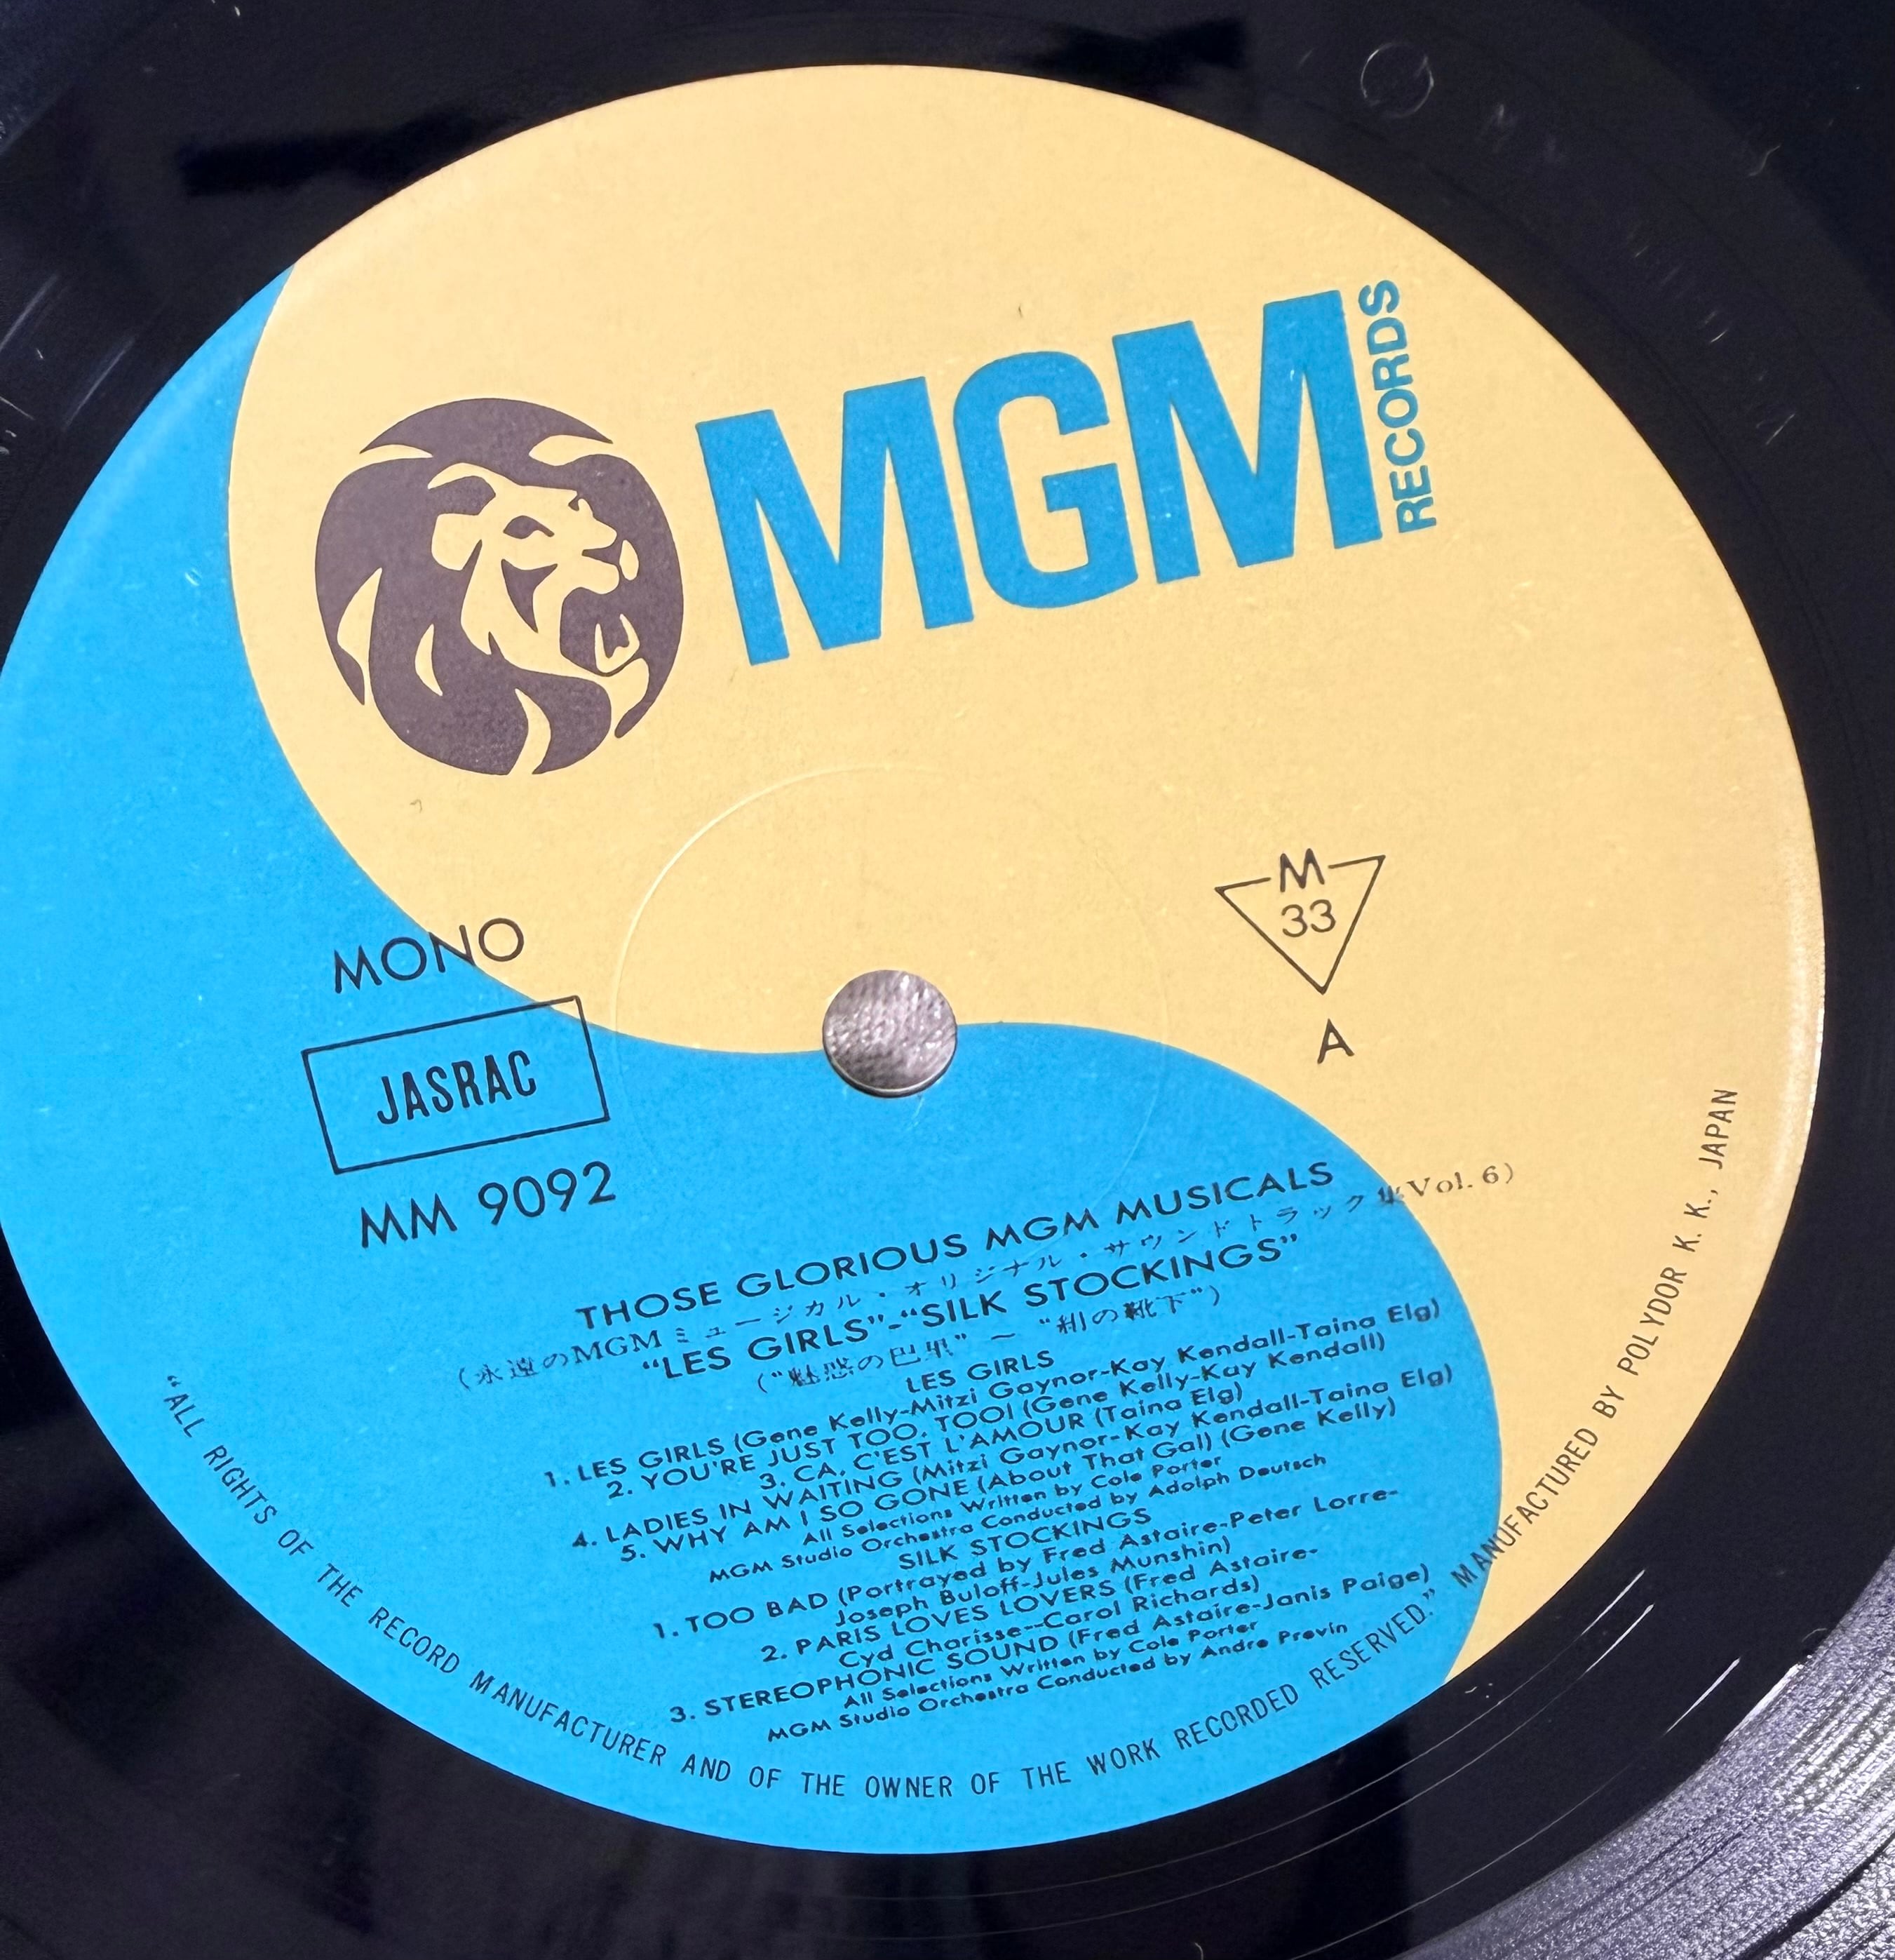 MGM
RECORDS
M
33
A
MONO
JASRAC
MM 9092
THOSE GLORIOUS MGM MUSICALS
(永遠のMGMミュージカル・オリジナル・サウンドトラック集Vol. 6)
“LES GIRLS”-“SILK STOCKINGS”
(“魅惑の巴里” ～ “絹の靴下”)
LES GIRLS
1. LES GIRLS (Gene Kelly-Mitzi Gaynor-Kay Kendall-Taina Elg)
2. YOU'RE JUST TOO, TOO! (Gene Kelly-Kay Kendall)
3. CA, C'EST L'AMOUR (Taina Elg)
4. LADIES IN WAITING (Mitzi Gaynor-Kay Kendall-Taina Elg)
5. WHY AM I SO GONE (About That Gal) (Gene Kelly)
All Selections Written by Cole Porter
MGM Studio Orchestra Conducted by Adolph Deutsch
SILK STOCKINGS
1. TOO BAD (Portrayed by Fred Astaire-Peter Lorre-
Joseph Buloff-Jules Munshin)
2. PARIS LOVES LOVERS (Fred Astaire-
Cyd Charisse--Carol Richards)
3. STEREOPHONIC SOUND (Fred Astaire-Janis Paige)
All Selections Written by Cole Porter
MGM Studio Orchestra Conducted by Andre Previn
“ALL RIGHTS OF THE RECORD MANUFACTURER AND OF THE OWNER OF THE WORK RECORDED RESERVED.” MANUFACTURED BY POLYDOR K. K., JAPAN